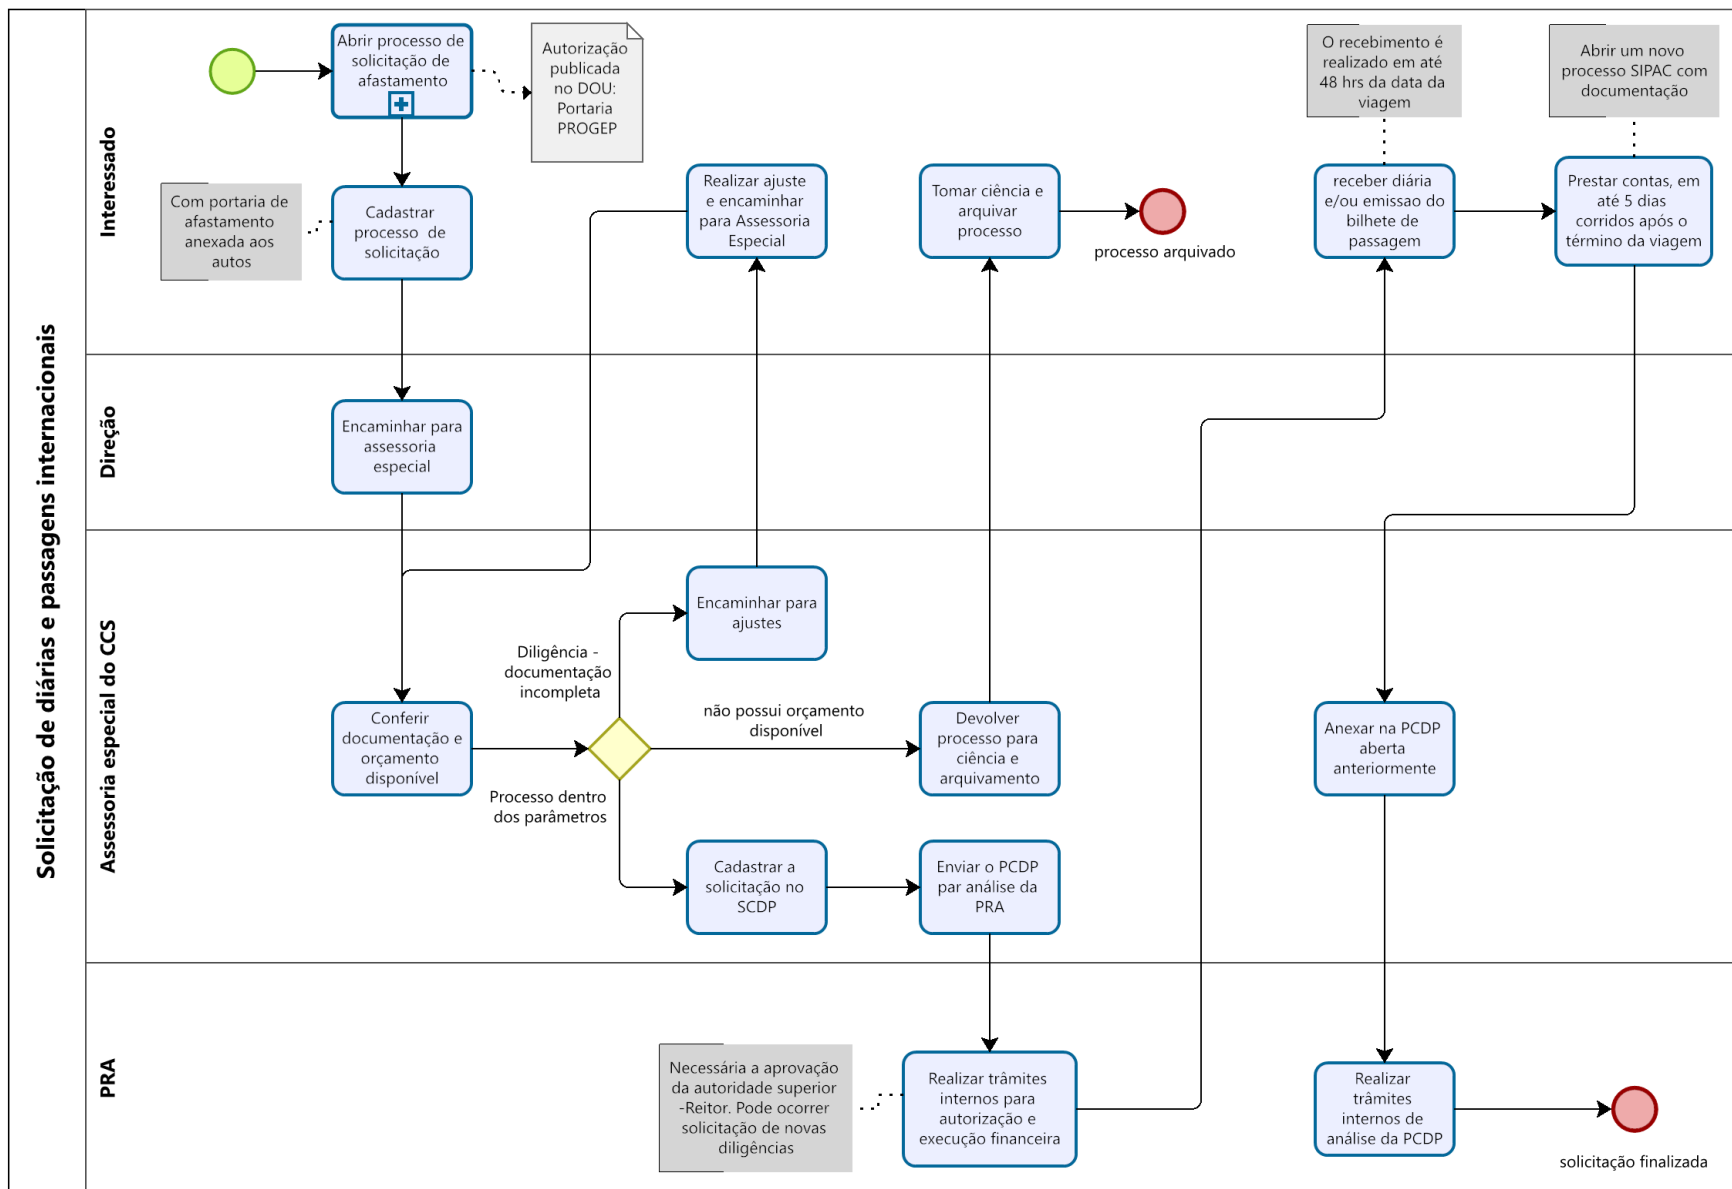 Solicitação de diárias e passagens internacionais
Interessado
Abrir processo de
solicitação de
afastamento
Autorização
publicada
no DOU:
Portaria
PROGEP
Com portaria de
afastamento
anexada aos
autos
Cadastrar
processo de
solicitação
Realizar ajuste
e encaminhar
para Assessoria
Especial
Tomar ciência e
arquivar
processo
processo arquivado
O recebimento é
realizado em até
48 hrs da data da
viagem
receber diária
e/ou emissao do
bilhete de
passagem
Abrir um novo
processo SIPAC com
documentação
Prestar contas, em
até 5 dias
corridos após o
término da viagem
Direção
Encaminhar para
assessoria
especial
Assessoria especial do CCS
Conferir
documentação e
orçamento
disponível
Diligência -
documentação
incompleta
Encaminhar para
ajustes
não possui orçamento
disponível
Devolver
processo para
ciência e
arquivamento
Processo dentro
dos parâmetros
Cadastrar a
solicitação no
SCDP
Enviar o PCDP
par análise da
PRA
Anexar na PCDP
aberta
anteriormente
PRA
Necessária a aprovação
da autoridade superior
-Reitor. Pode ocorrer
solicitação de novas
diligências
Realizar trâmites
internos para
autorização e
execução financeira
Realizar
trâmites
internos de
análise da PCDP
solicitação finalizada